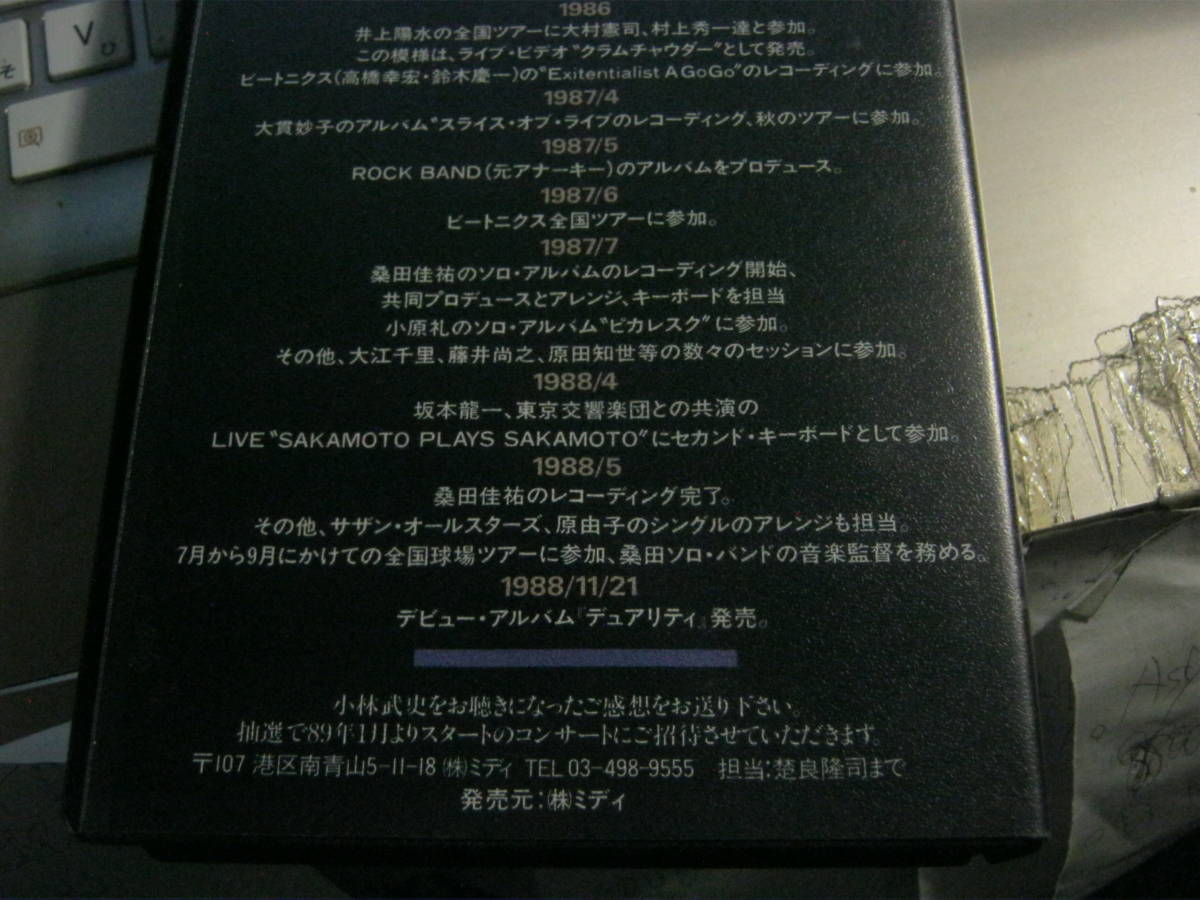 V
ひ
そ
1986
井上陽水の全国ツアーに大村憲司、村上秀一達と参加。
この模様は、ライブ・ビデオ“クラムチャウダー”として発売。
ビートニクス(高橋幸宏・鈴木慶一)の“Exitentialist A GoGo”のレコーディングに参加。
1987/4
大貫妙子のアルバム“スライス・オブ・ライフのレコーディング、秋のツアーに参加。
1987/5
ROCK BAND(元アナーキー)のアルバムをプロデュース。
1987/6
ビートニクス全国ツアーに参加。
1987/7
桑田佳祐のソロ・アルバムのレコーディング開始、
共同プロデュースとアレンジ、キーボードを担当
小原礼のソロ・アルバム“ピカレスク”に参加。
その他、大江千里、藤井尚之、原田知世等の数々のセッションに参加。
1988/4
坂本龍一、東京交響楽団との共演の
LIVE“SAKAMOTO PLAYS SAKAMOTO”にセカンド・キーボードとして参加。
1988/5
桑田佳祐のレコーディング完了。
その他、サザン・オールスターズ、原由子のシングルのアレンジも担当。
7月から9月にかけての全国球場ツアーに参加、桑田ソロ・バンドの音楽監督を務める。
1988/11/21
デビュー・アルバム『デュアリティ』発売。
小林武史をお聴きになったご感想をお送り下さい。
抽選で89年1月よりスタートのコンサートにご招待させていただきます。
〒107 港区南青山5-11-18 ㈱ミディ TEL 03-498-9555 担当:楚良隆司まで
発売元:㈱ミディ